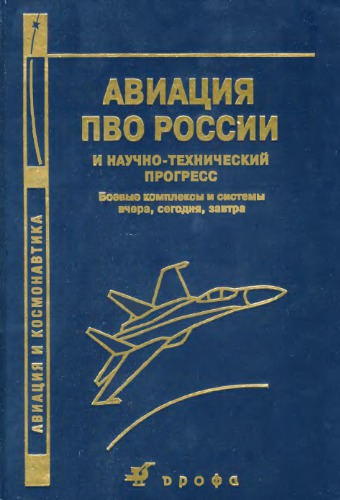 АВИАЦИЯ
ПВО РОССИИ
И НАУЧНО-ТЕХНИЧЕСКИЙ
ПРОГРЕСС
Боевые комплексы и системы
вчера, сегодня, завтра
АВИАЦИЯ И КОСМОНАВТИКА
дрофа